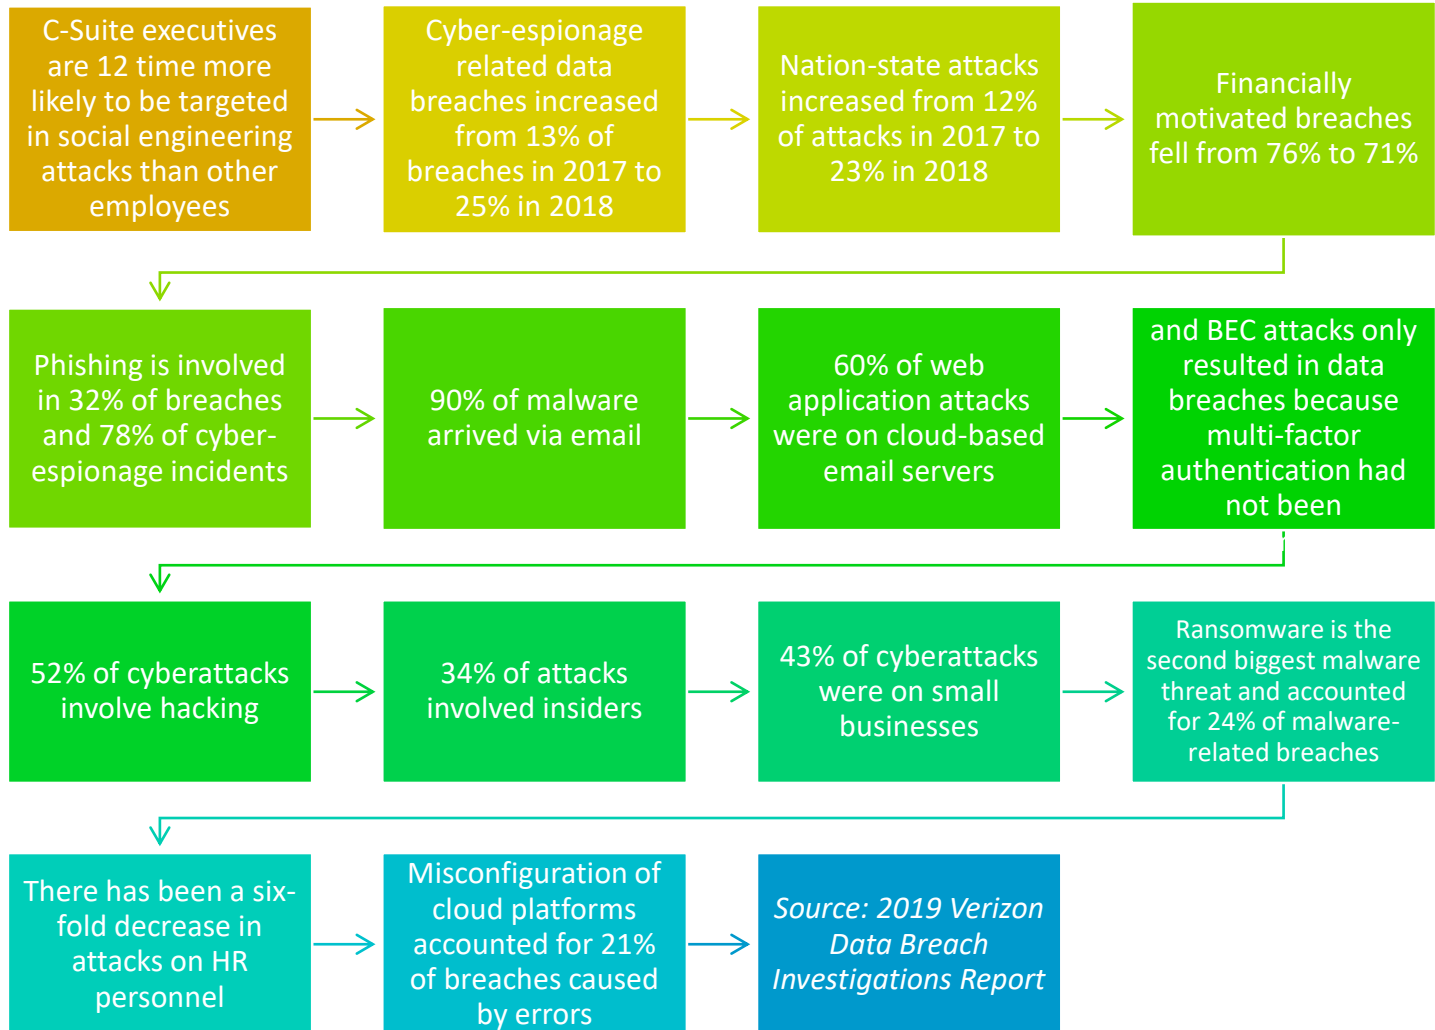 C-Suite executives
are 12 time more
likely to be targeted
in social engineering
attacks than other
employees
Cyber-espionage
related data
breaches increased
from 13% of
breaches in 2017 to
25% in 2018
Nation-state attacks
increased from 12%
of attacks in 2017 to
23% in 2018
Financially
motivated breaches
fell from 76% to 71%
Phishing is involved
in 32% of breaches
and 78% of cyber-
espionage incidents
90% of malware
arrived via email
60% of web
application attacks
were on cloud-based
email servers
and BEC attacks only
resulted in data
breaches because
multi-factor
authentication had
not been
52% of cyberattacks
involve hacking
34% of attacks
involved insiders
43% of cyberattacks
were on small
businesses
Ransomware is the
second biggest malware
threat and accounted
for 24% of malware-
related breaches
There has been a six-
fold decrease in
attacks on HR
personnel
Misconfiguration of
cloud platforms
accounted for 21%
of breaches caused
by errors
Source: 2019 Verizon
Data Breach
Investigations Report